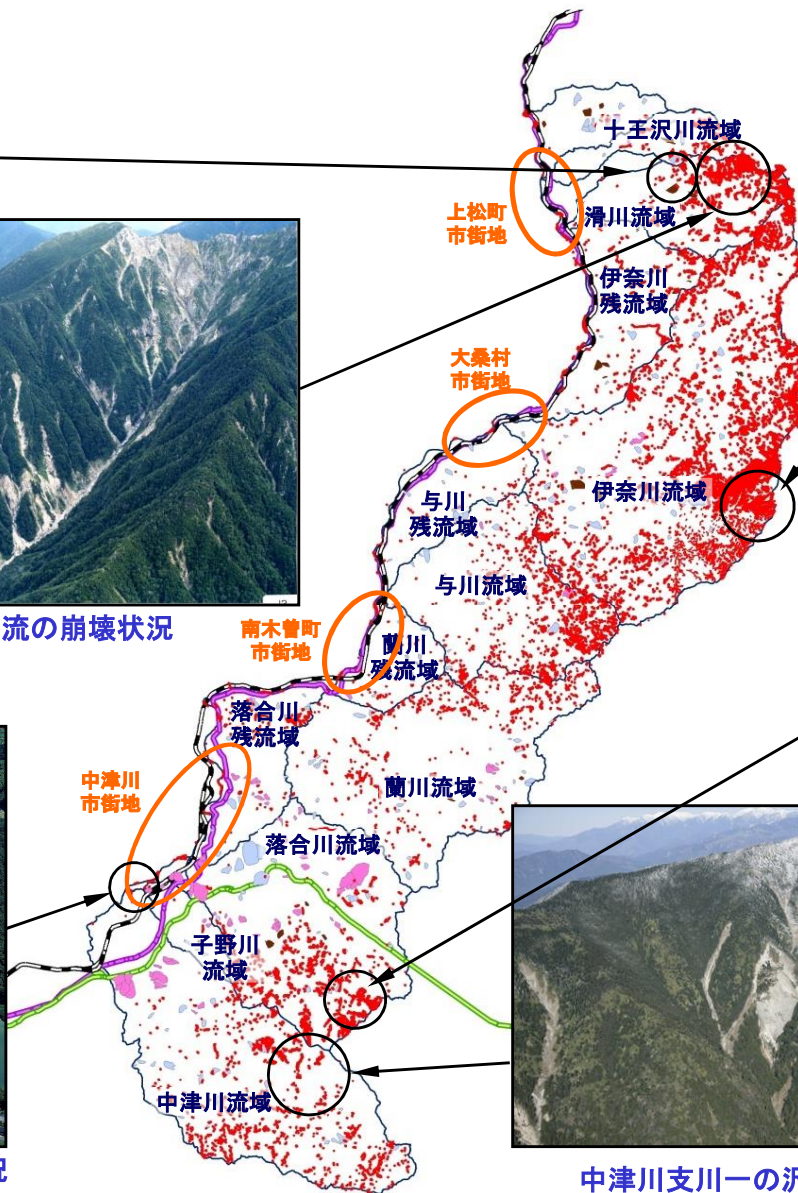 十王沢川流域
上松町
市街地
滑川流域
伊奈川
残流域
大桑村
市街地
伊奈川流域
与川
残流域
与川流域
流の崩壊状況
南木曽町
市街地
蘭川
残流域
落合川
残流域
中津川
市街地
蘭川流域
落合川流域
子野川
流域
中津川流域
況
中津川支川一の沢